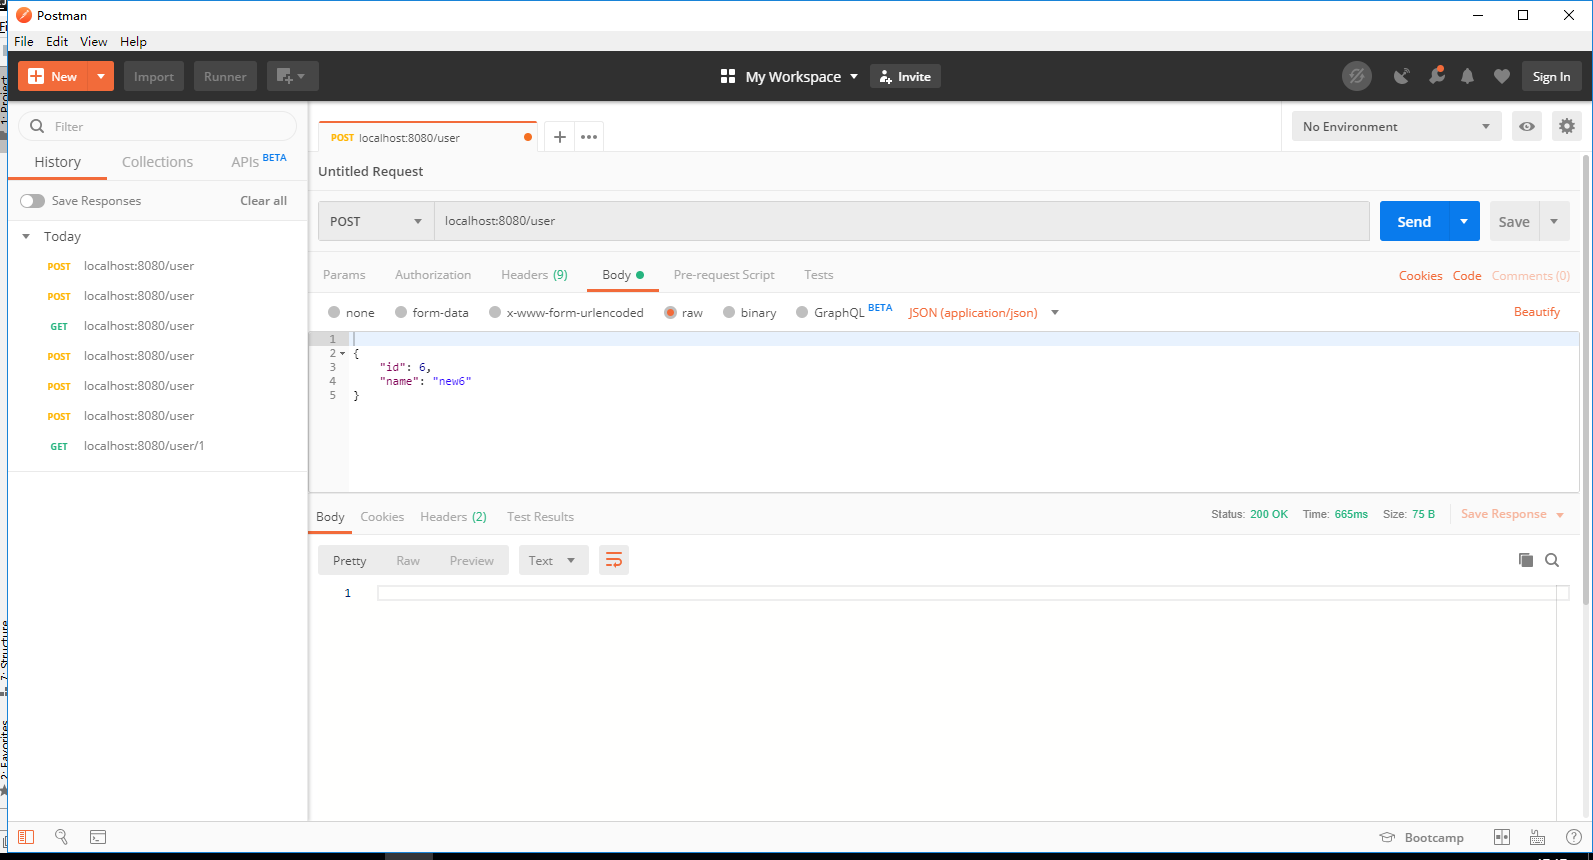 Postman
File Edit View Help
New Import Runner My Workspace Invite Sign In
Filter
History Collections APIs BETA
Save Responses Clear all
Today
POST localhost:8080/user
POST localhost:8080/user
GET localhost:8080/user
POST localhost:8080/user
POST localhost:8080/user
POST localhost:8080/user
GET localhost:8080/user/1
POST localhost:8080/user
No Environment
Untitled Request
POST localhost:8080/user Send Save
Params Authorization Headers (9) Body Pre-request Script Tests Cookies Code Comments (0)
none form-data x-www-form-urlencoded raw binary GraphQL BETA JSON (application/json) Beautify
1
2 {
3 "id": 6,
4 "name": "new6"
5 }
Body Cookies Headers (2) Test Results Status: 200 OK Time: 665ms Size: 75 B Save Response
Pretty Raw Preview Text
1
Bootcamp
1: Project
7: Structure
2: Favorites